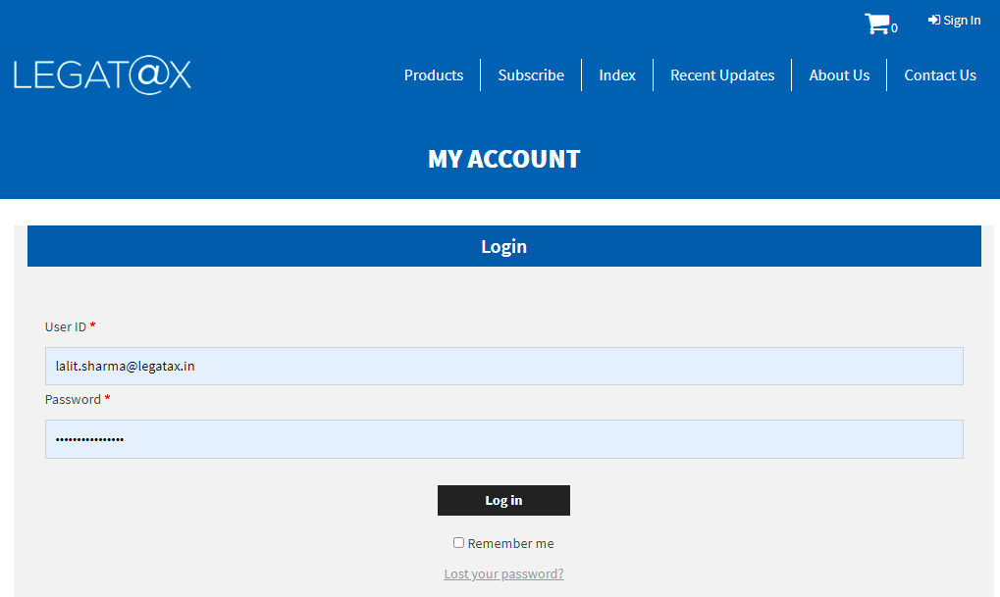 0 Sign In
LEGAT@X Products Subscribe Index Recent Updates About Us Contact Us
MY ACCOUNT
Login
User ID *
lalit.sharma@legatax.in
Password *
••••••••••••••••
Log in
Remember me
Lost your password?